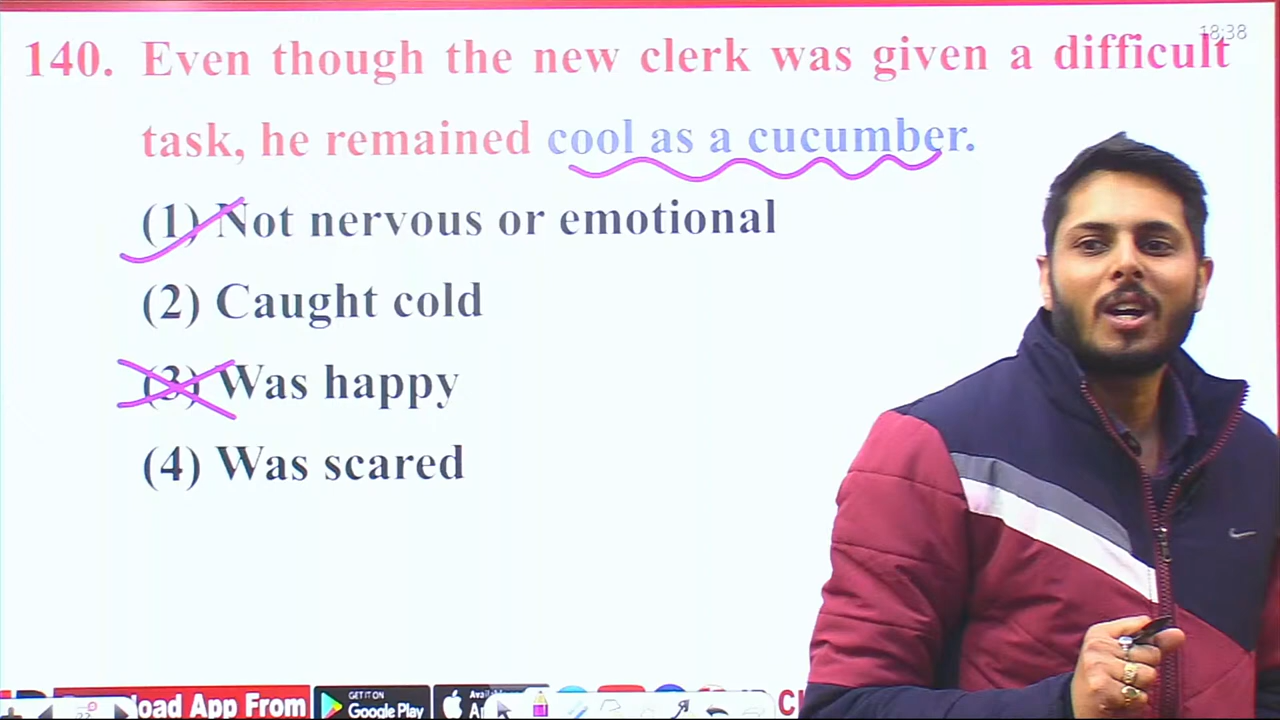 18:38
140. Even though the new clerk was given a difficult
task, he remained cool as a cucumber.
(1) Not nervous or emotional
(2) Caught cold
(3) Was happy
(4) Was scared
App From
GET IT ON
Google Play